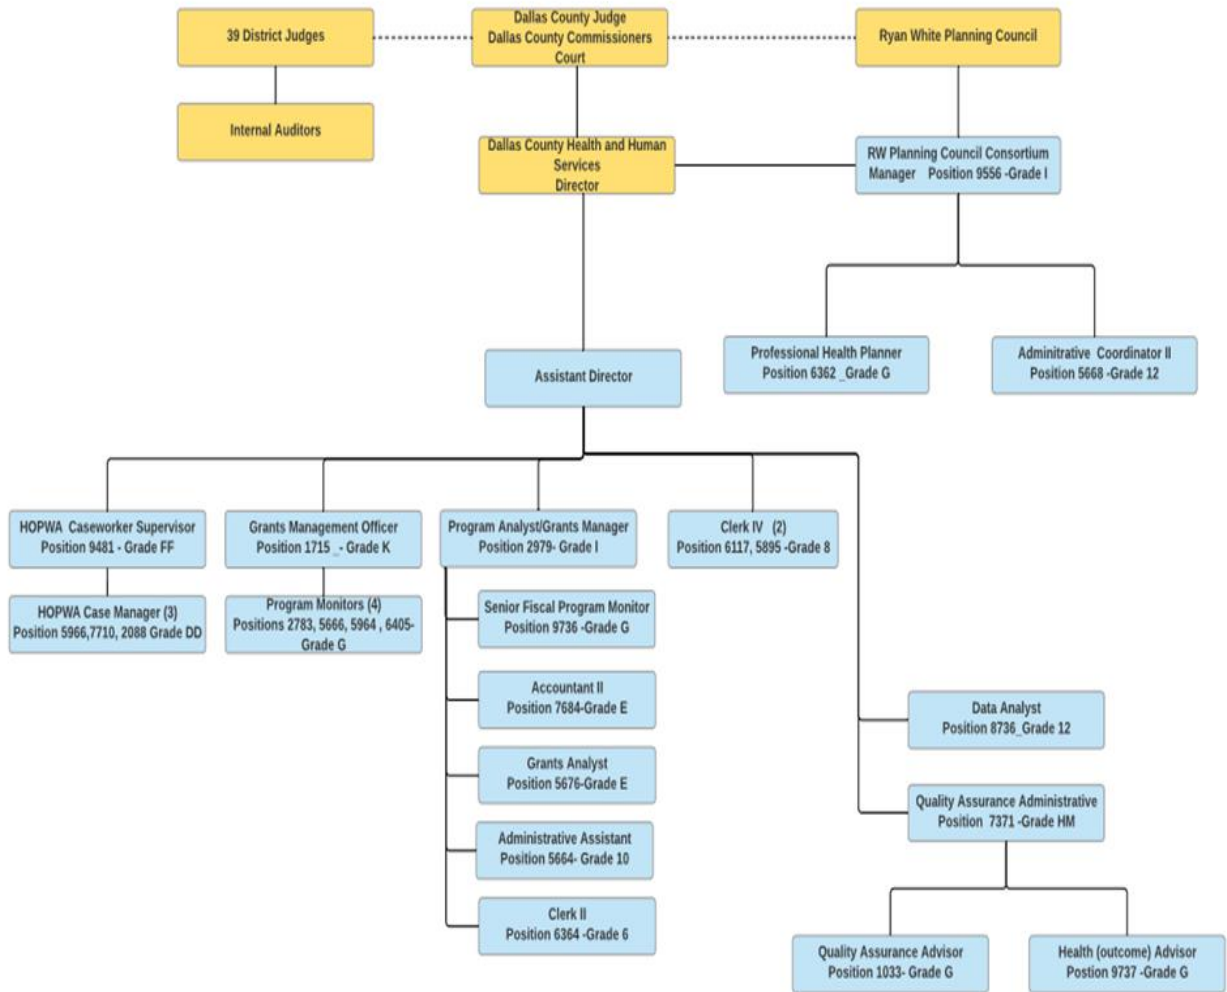 39 District Judges
Dallas County Judge
Dallas County Commissioners
Court
Ryan White Planning Council
Internal Auditors
Dallas County Health and Human
Services
Director
RW Planning Council Consortium
Manager Position 9556 -Grade I
Professional Health Planner
Position 6362 _Grade G
Adminitrative Coordinator II
Position 5668 -Grade 12
Assistant Director
HOPWA Caseworker Supervisor
Position 9481 - Grade FF
Grants Management Officer
Position 1715 _- Grade K
Program Analyst/Grants Manager
Position 2979- Grade I
Clerk IV (2)
Position 6117, 5895 -Grade 8
HOPWA Case Manager (3)
Position 5966,7710, 2088 Grade DD
Program Monitors (4)
Positions 2783, 5666, 5964 , 6405-
Grade G
Senior Fiscal Program Monitor
Position 9736 -Grade G
Accountant II
Position 7684-Grade E
Grants Analyst
Position 5676-Grade E
Administrative Assistant
Position 5664- Grade 10
Clerk II
Position 6364 -Grade 6
Data Analyst
Position 8736_Grade 12
Quality Assurance Administrative
Position 7371 -Grade HM
Quality Assurance Advisor
Position 1033- Grade G
Health (outcome) Advisor
Postion 9737 -Grade G